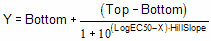 Y = Bottom + (Top − Bottom) / 1 + 10^(LogEC50−X)·HillSlope